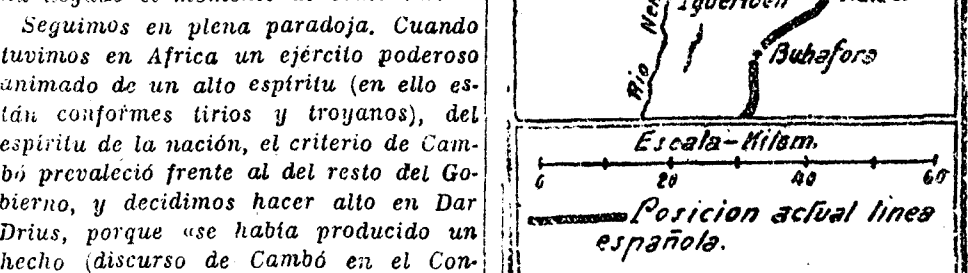 Seguimos en plena paradoja. Cuando
tuvimos en Africa un ejército poderoso
animado de un alto espíritu (en ello es-
tán conformes tirios y troyanos), del
espíritu de la nación, el criterio de Cam-
bó prevaleció frente al del resto del Go-
bierno, y decidimos hacer alto en Dar
Drius, porque «se había producido un
hecho (discurso de Cambó en el Con-
Igueriben
Buhafora
Rio
Escala-Kilom.
0 20 40 60
Posicion actual linea
española.